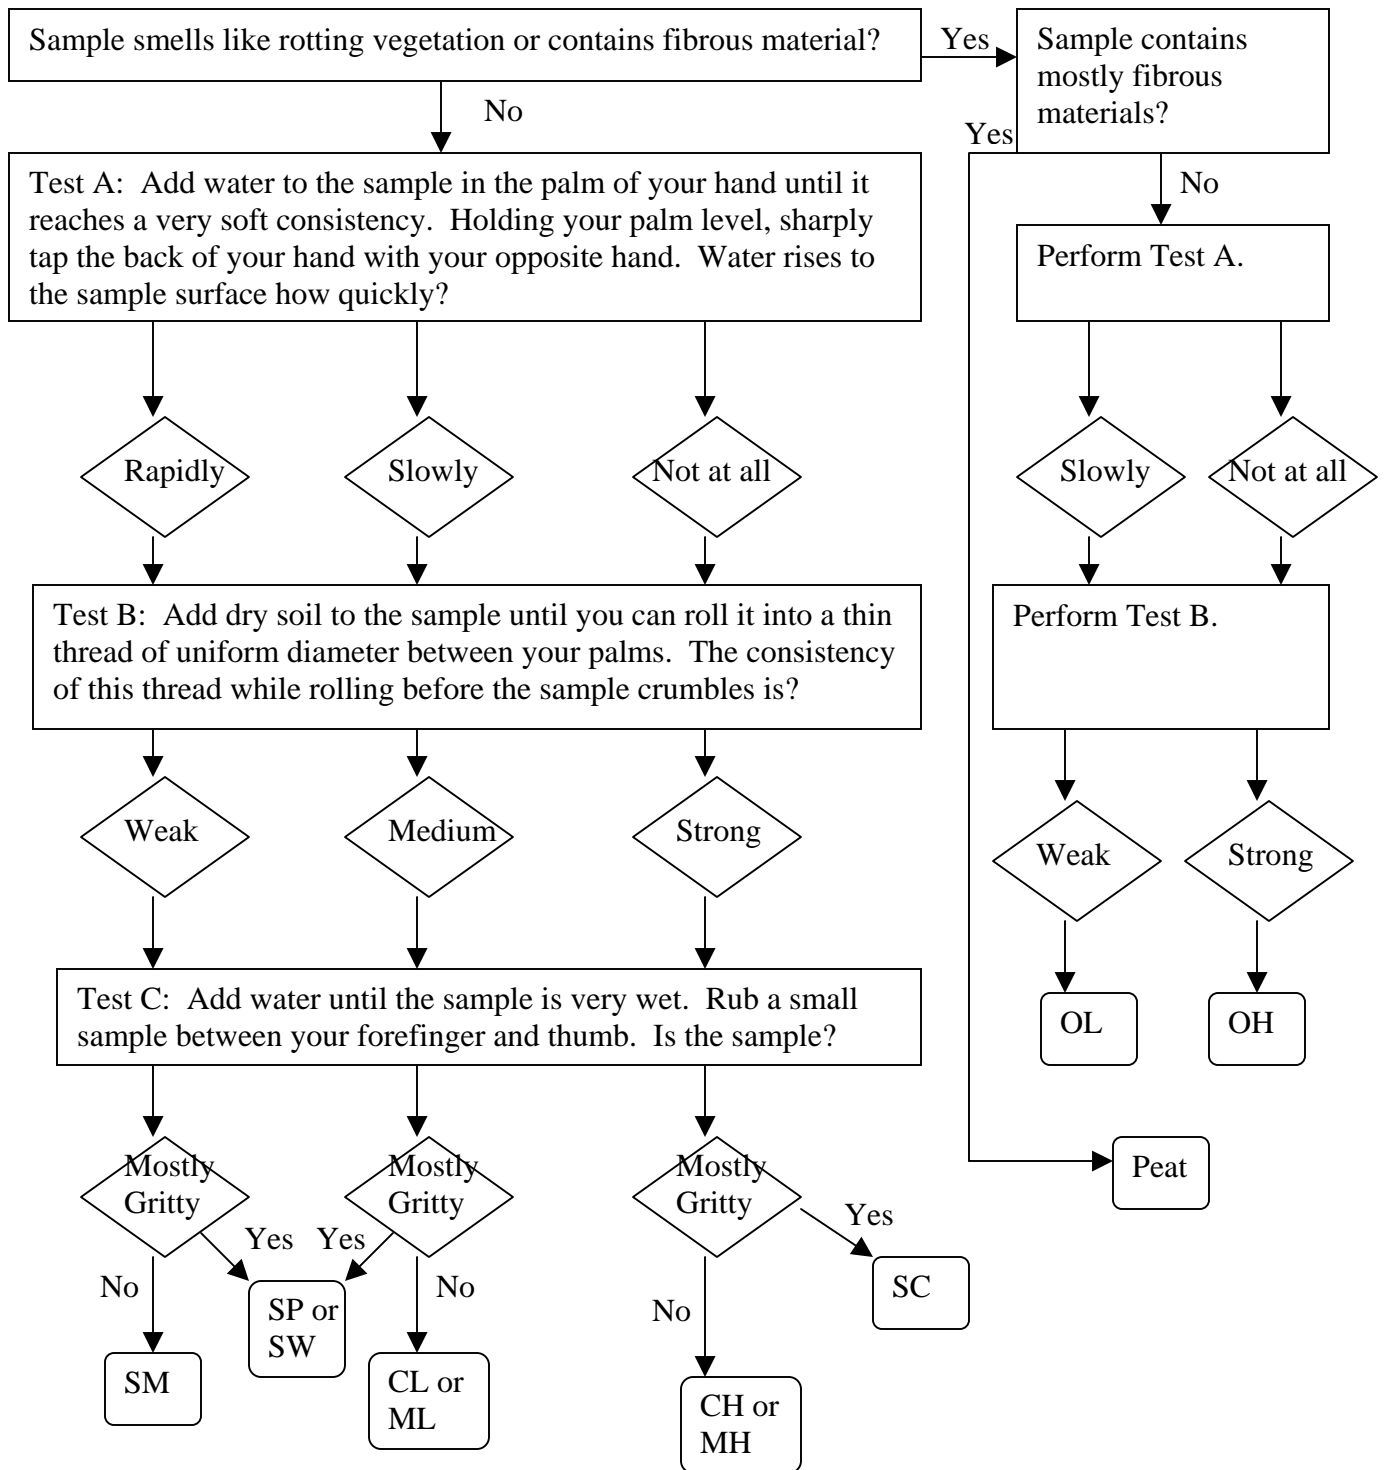 Sample smells like rotting vegetation or contains fibrous material?
Yes
Sample contains
mostly fibrous
materials?
No
Yes
No
Test A:  Add water to the sample in the palm of your hand until it
reaches a very soft consistency.  Holding your palm level, sharply
tap the back of your hand with your opposite hand.  Water rises to
the sample surface how quickly?
Perform Test A.
Rapidly
Slowly
Not at all
Slowly
Not at all
Test B:  Add dry soil to the sample until you can roll it into a thin
thread of uniform diameter between your palms.  The consistency
of this thread while rolling before the sample crumbles is?
Perform Test B.
Weak
Medium
Strong
Weak
Strong
Test C:  Add water until the sample is very wet.  Rub a small
sample between your forefinger and thumb.  Is the sample?
OL
OH
Mostly
Gritty
Mostly
Gritty
Mostly
Gritty
Peat
Yes
Yes
Yes
No
No
No
SP or
SW
SC
SM
CL or
ML
CH or
MH